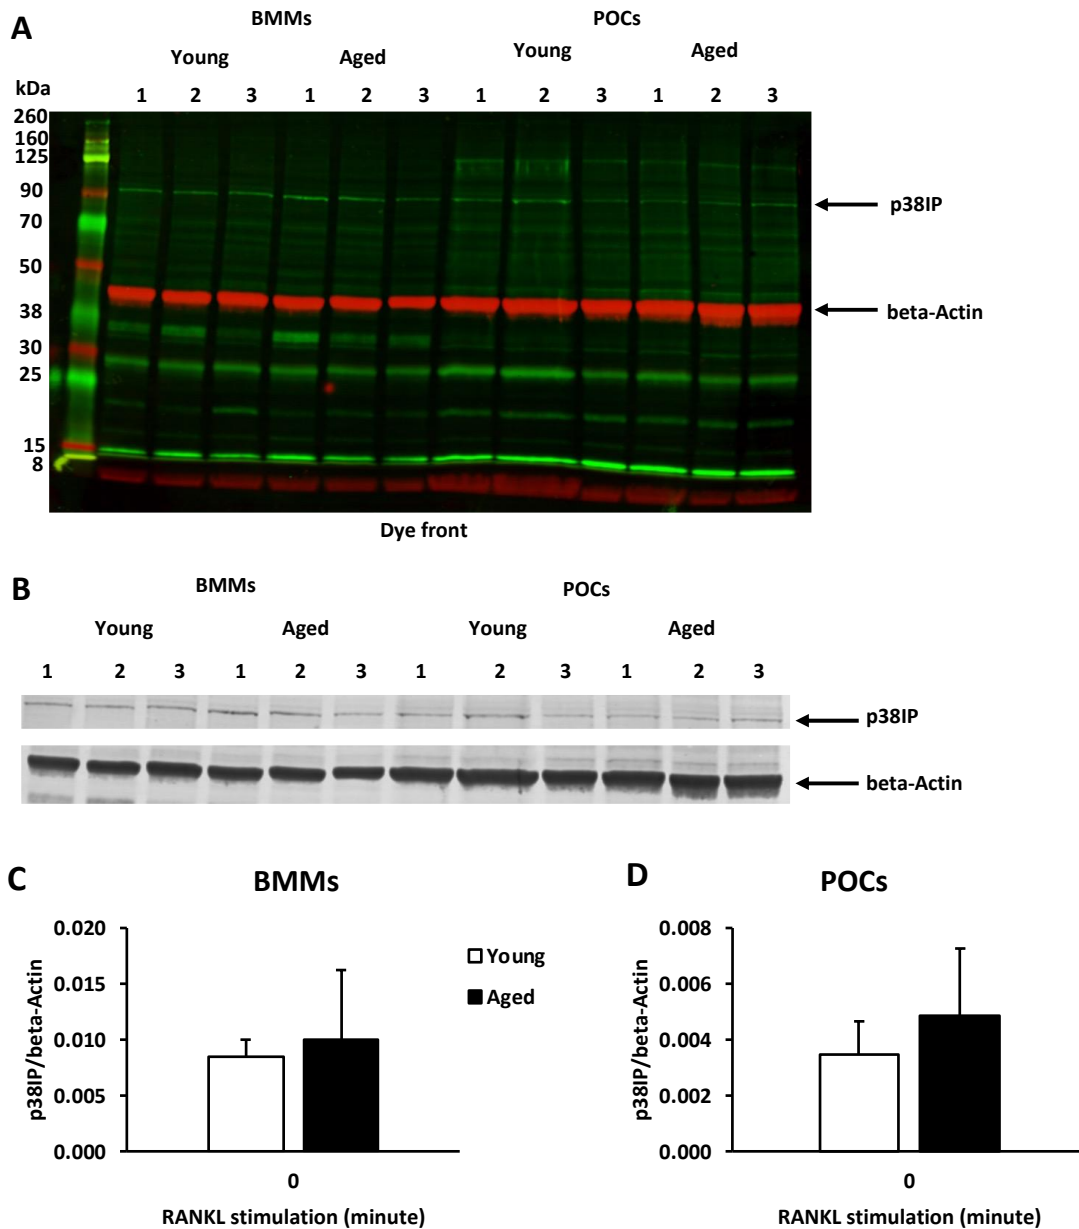 A
BMMs
POCs
Young
Aged
Young
Aged
kDa
1 2 3 1 2 3 1 2 3 1 2 3
260
160
125
90
70
50
38
30
25
15
8
p38IP
beta-Actin
Dye front
B
BMMs
POCs
Young
Aged
Young
Aged
1 2 3 1 2 3 1 2 3 1 2 3
p38IP
beta-Actin
C
BMMs
0.020
0.015
0.010
0.005
0.000
p38IP/beta-Actin
Young
Aged
0
RANKL stimulation (minute)
D
POCs
0.008
0.006
0.004
0.002
0.000
p38IP/beta-Actin
0
RANKL stimulation (minute)